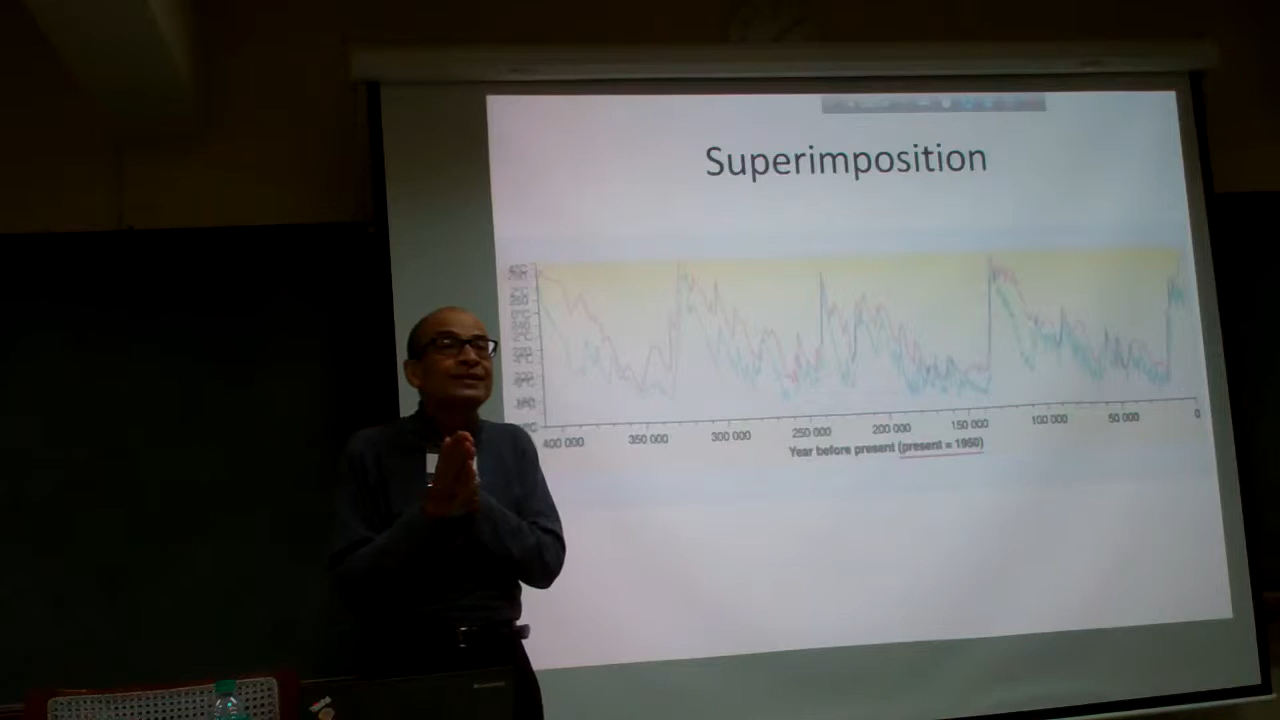 Superimposition
400 000 350 000 300 000 250 000 200 000 150 000 100 000 50 000 0
Year before present (present = 1950)